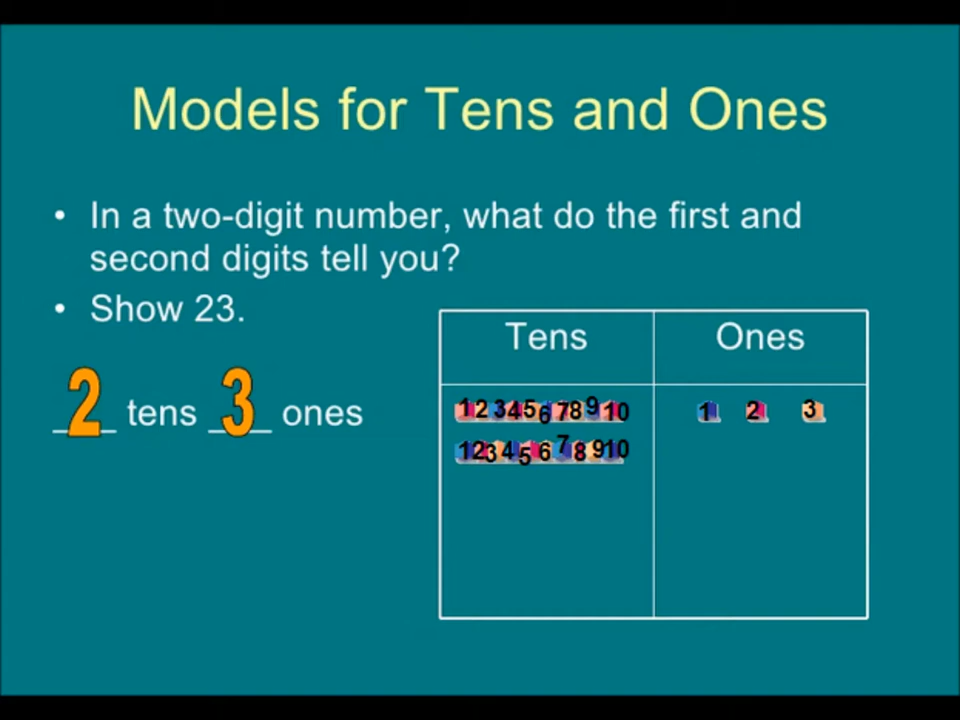 Models for Tens and Ones
• In a two-digit number, what do the first and
second digits tell you?
• Show 23.
Tens Ones
2 tens 3 ones
1 2 3 4 5 6 7 8 9 10 1 2 3
1 2 3 4 5 6 7 8 9 10